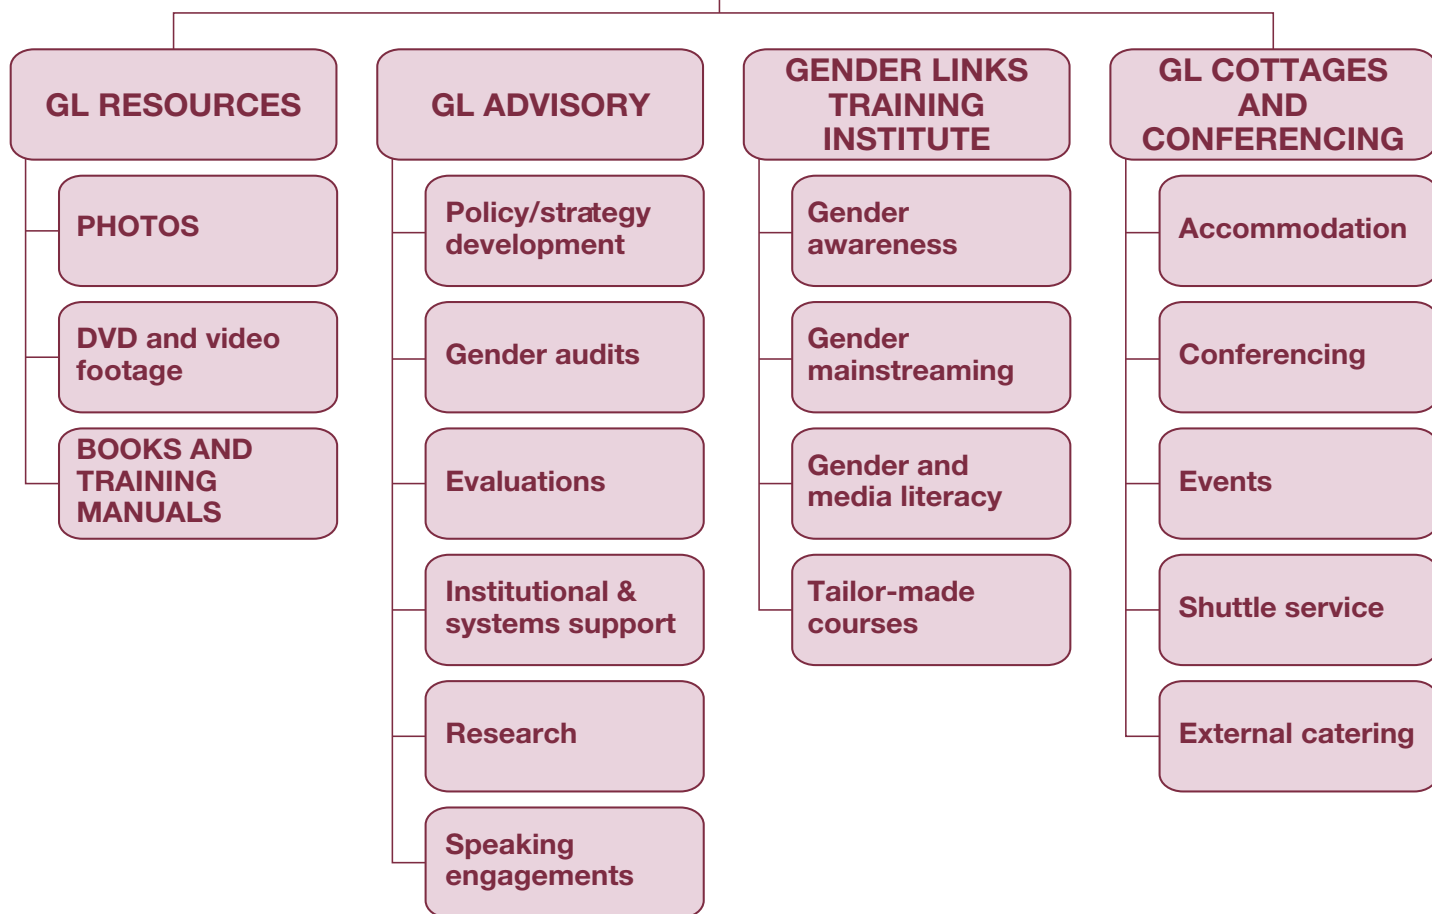 GL RESOURCES
PHOTOS
DVD and video
footage
BOOKS AND
TRAINING
MANUALS
GL ADVISORY
Policy/strategy
development
Gender audits
Evaluations
Institutional &
systems support
Research
Speaking
engagements
GENDER LINKS
TRAINING
INSTITUTE
Gender
awareness
Gender
mainstreaming
Gender and
media literacy
Tailor-made
courses
GL COTTAGES
AND
CONFERENCING
Accommodation
Conferencing
Events
Shuttle service
External catering